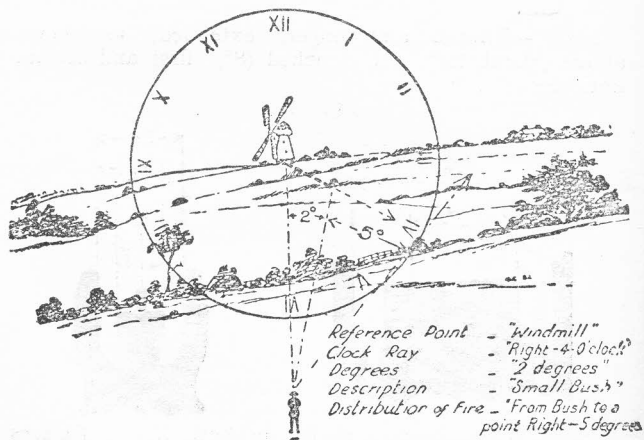 XII
XI
I
X
II
IX
2°
5°
IV
Reference Point - "Windmill"
Clock Ray - "Right-4-O'clock"
Degrees - "2 degrees"
Description - "Small Bush"
Distribution of Fire - "From Bush to a
point Right-5 degrees